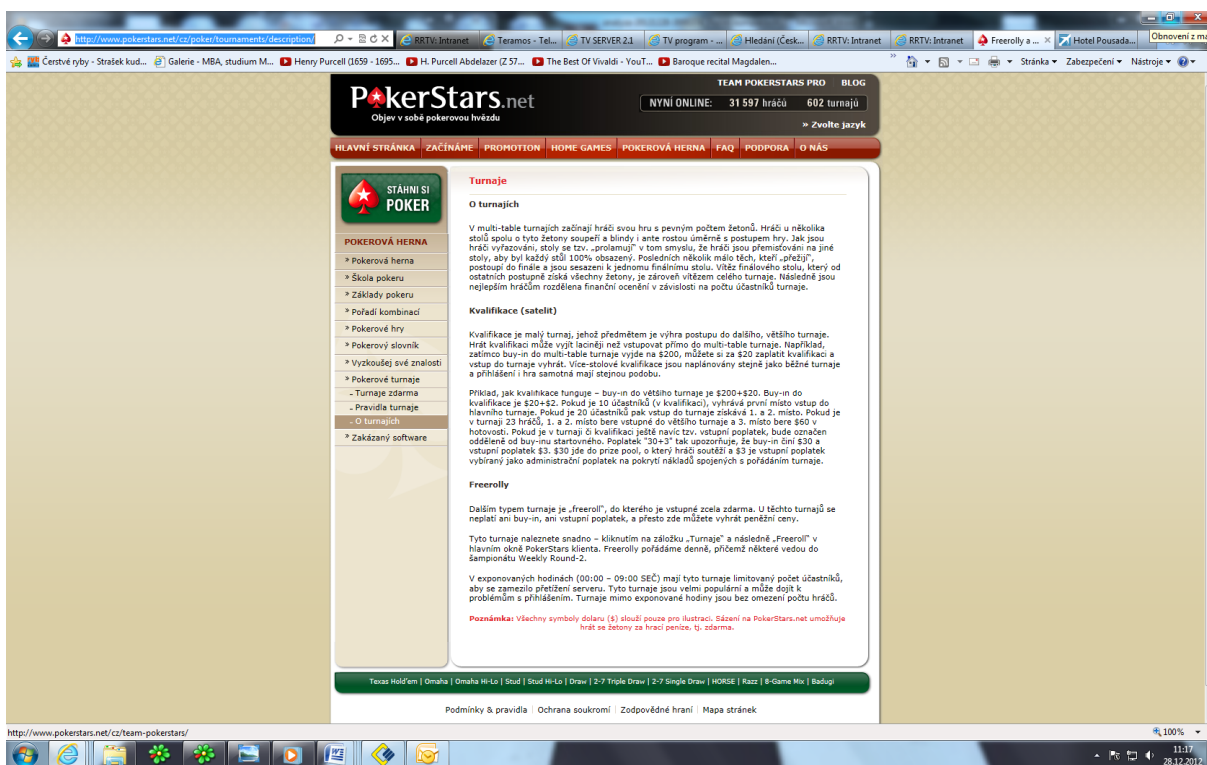 http://www.pokerstars.net/cz/poker/tournaments/description/
RRTV: Intranet
Teramos - Tel...
TV SERVER 2.1
TV program - ...
Hledání (Česk...
RRTV: Intranet
RRTV: Intranet
Freerolly a ...
Hotel Pousada...
Obnovení z ma
Čerstvé ryby - Strašek kud...
Galerie - MBA, studium M...
Henry Purcell (1659 - 1695...
H. Purcell Abdelazer (Z 57...
The Best Of Vivaldi - YouT...
Baroque recital Magdalen...
Stránka
Zabezpečení
Nástroje
TEAM POKERSTARS PRO BLOG
PokerStars.net
Objev v sobě pokerovou hvězdu
NYNÍ ONLINE: 31 597 hráčů 602 turnajů
» Zvolte jazyk
HLAVNÍ STRÁNKA ZAČÍNÁME PROMOTION HOME GAMES POKEROVÁ HERNA FAQ PODPORA O NÁS
STÁHNI SI
POKER
POKEROVÁ HERNA
Pokerová herna
Škola pokeru
Základy pokeru
Pořadí kombinací
Pokerové hry
Pokerový slovník
Vyzkoušej své znalosti
Pokerové turnaje
Turnaje zdarma
Pravidla turnaje
O turnajích
Zakázaný software
Turnaje
O turnajích
V multi-table turnajích začínají hráči svou hru s pevným počtem žetonů. Hráči u několika
stolů spolu o tyto žetony soupeří a blindy i ante rostou úměrně s postupem hry. Jak jsou
hráči vyřazováni, stoly se tzv. „prolamují" v tom smyslu, že hráči jsou přemisťováni na jiné
stoly, aby byl každý stůl 100% obsazený. Posledních několik málo těch, kteří „přežijí",
postoupí do finále a jsou sesazeni k jednomu finálnímu stolu. Vítěz finálového stolu, který od
ostatních postupně získá všechny žetony, je zároveň vítězem celého turnaje. Následně jsou
nejlepším hráčům rozdělena finanční ocenění v závislosti na počtu účastníků turnaje.
Kvalifikace (satelit)
Kvalifikace je malý turnaj, jehož předmětem je výhra postupu do dalšího, většího turnaje.
Hrát kvalifikaci může vyjít laciněji než vstupovat přímo do multi-table turnaje. Například,
zatímco buy-in do multi-table turnaje vyjde na $200, můžete si za $20 zaplatit kvalifikaci a
vstup do turnaje vyhrát. Více-stolové kvalifikace jsou naplánovány stejně jako běžné turnaje
a přihlášení i hra samotná mají stejnou podobu.
Příklad, jak kvalifikace funguje – buy-in do většího turnaje je $200+$20. Buy-in do
kvalifikace je $20+$2. Pokud je 10 účastníků (v kvalifikaci), vyhrává první místo vstup do
hlavního turnaje. Pokud je 20 účastníků pak vstup do turnaje získává 1. a 2. místo. Pokud je
v turnaji 23 hráčů, 1. a 2. místo bere vstupné do většího turnaje a 3. místo bere $60 v
hotovosti. Pokud je v turnaji či kvalifikaci ještě navíc tzv. vstupní poplatek, bude označen
odděleně od buy-inu startovného. Poplatek "30+3" tak upozorňuje, že buy-in činí $30 a
vstupní poplatek $3. $30 jde do prize pool, o který hráči soutěží a $3 je vstupní poplatek
vybíraný jako administrační poplatek na pokrytí nákladů spojených s pořádáním turnaje.
Freerolly
Dalším typem turnaje je „freeroll", do kterého je vstupné zcela zdarma. U těchto turnajů se
neplatí ani buy-in, ani vstupní poplatek, a přesto zde můžete vyhrát peněžní ceny.
Tyto turnaje naleznete snadno – kliknutím na záložku „Turnaje" a následně „Freeroll" v
hlavním okně PokerStars klienta. Freerolly pořádáme denně, přičemž některé vedou do
šampionátu Weekly Round-2.
V exponovaných hodinách (00:00 – 09:00 SEČ) mají tyto turnaje limitovaný počet účastníků,
aby se zamezilo přetížení serveru. Tyto turnaje jsou velmi populární a může dojít k
problémům s přihlášením. Turnaje mimo exponované hodiny jsou bez omezení počtu hráčů.
Poznámka: Všechny symboly dolaru ($) slouží pouze pro ilustraci. Sázení na PokerStars.net umožňuje
hrát se žetony za hrací peníze, tj. zdarma.
Texas Hold'em | Omaha | Omaha Hi-Lo | Stud | Stud Hi-Lo | Draw | 2-7 Triple Draw | 2-7 Single Draw | HORSE | Razz | 8-Game Mix | Badugi
Podmínky & pravidla | Ochrana soukromí | Zodpovědné hraní | Mapa stránek
http://www.pokerstars.net/cz/team-pokerstars/
100%
11:17
28.12.2012